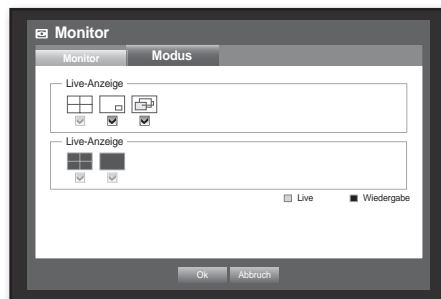 Monitor
Monitor Modus
Live-Anzeige
Live-Anzeige
Live Wiedergabe
Ok Abbruch